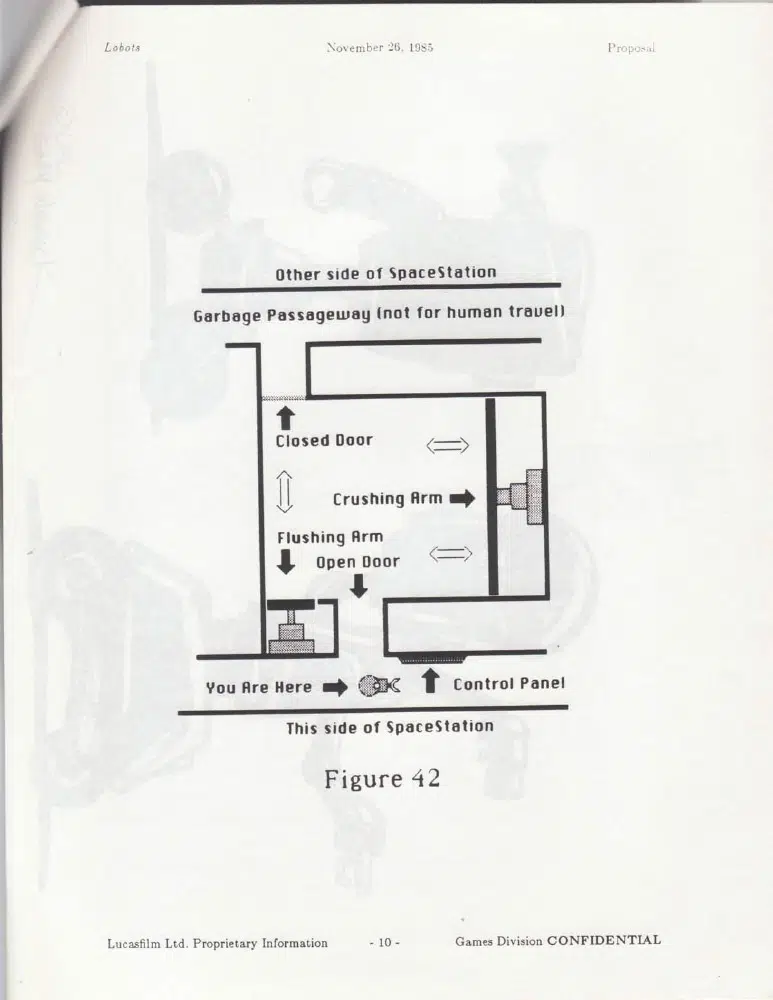 Lobots November 26, 1985 Proposal
Other side of SpaceStation
Garbage Passageway (not for human travel)
Closed Door
Crushing Arm
Flushing Arm
Open Door
You Are Here
Control Panel
This side of SpaceStation
Figure 42
Lucasfilm Ltd. Proprietary Information - 10 - Games Division CONFIDENTIAL